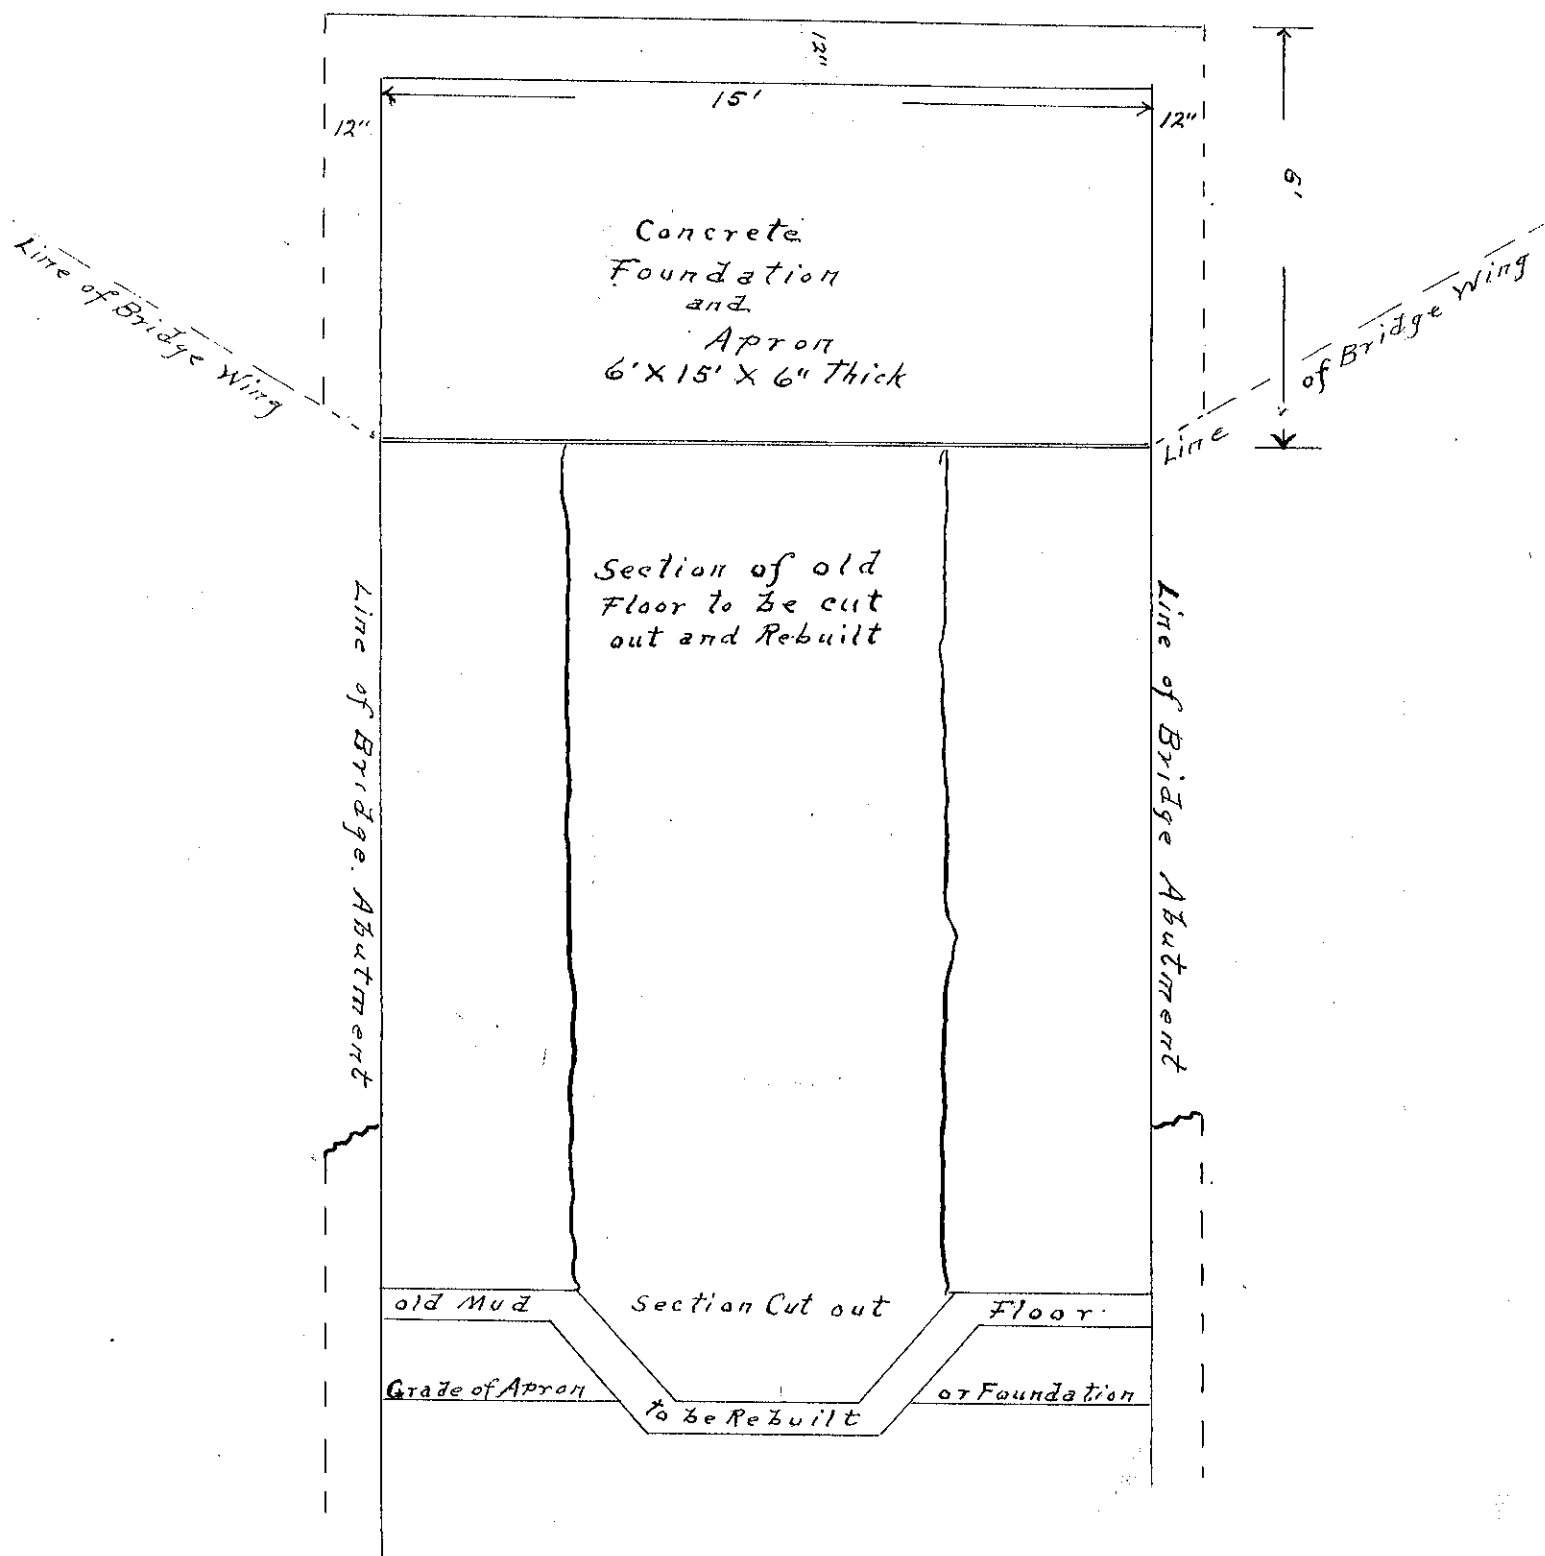 12"
15'
12"
12"
6'
Concrete
Foundation
and
Apron
6' X 15' X 6" Thick
Line of Bridge Wing
Line of Bridge Wing
Section of old
Floor to be cut
out and Rebuilt
Line of Bridge. Abutment
Line of Bridge Abutment
old Mud
Section Cut out
Floor
Grade of Apron
to be Rebuilt
or Foundation